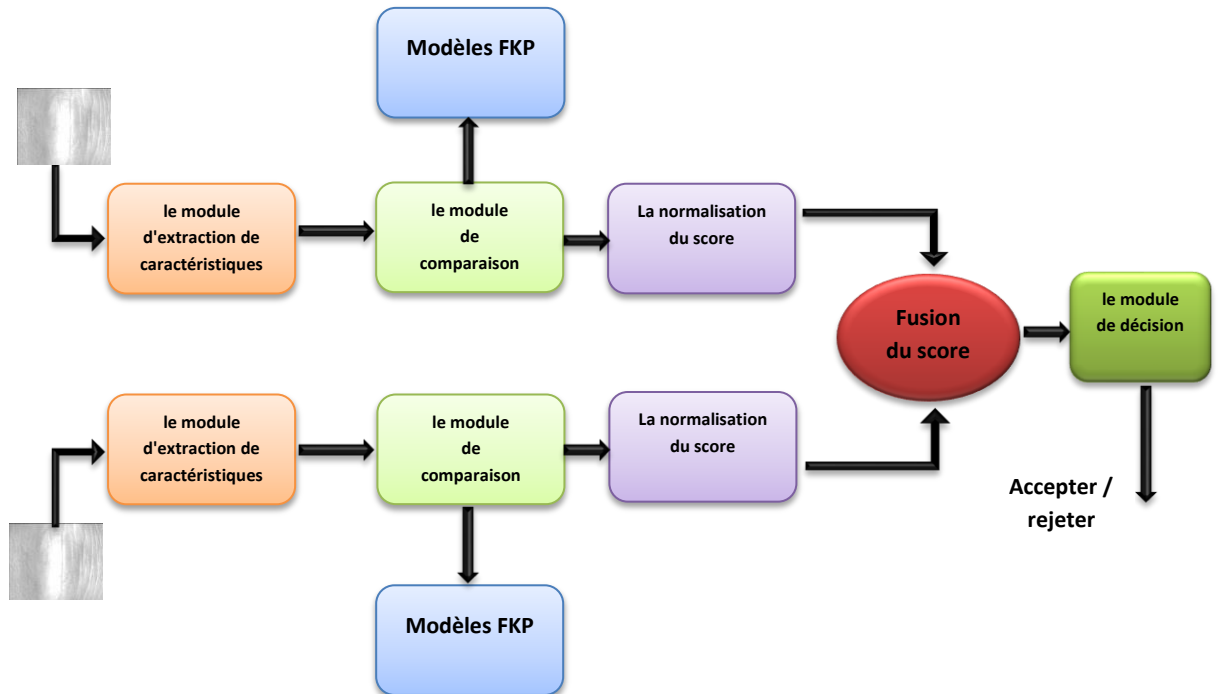 Modèles FKP
le module
d'extraction de
caractéristiques
le module
de
comparaison
La normalisation
du score
Fusion
du score
le module
de décision
le module
d'extraction de
caractéristiques
le module
de
comparaison
La normalisation
du score
Accepter /
rejeter
Modèles FKP